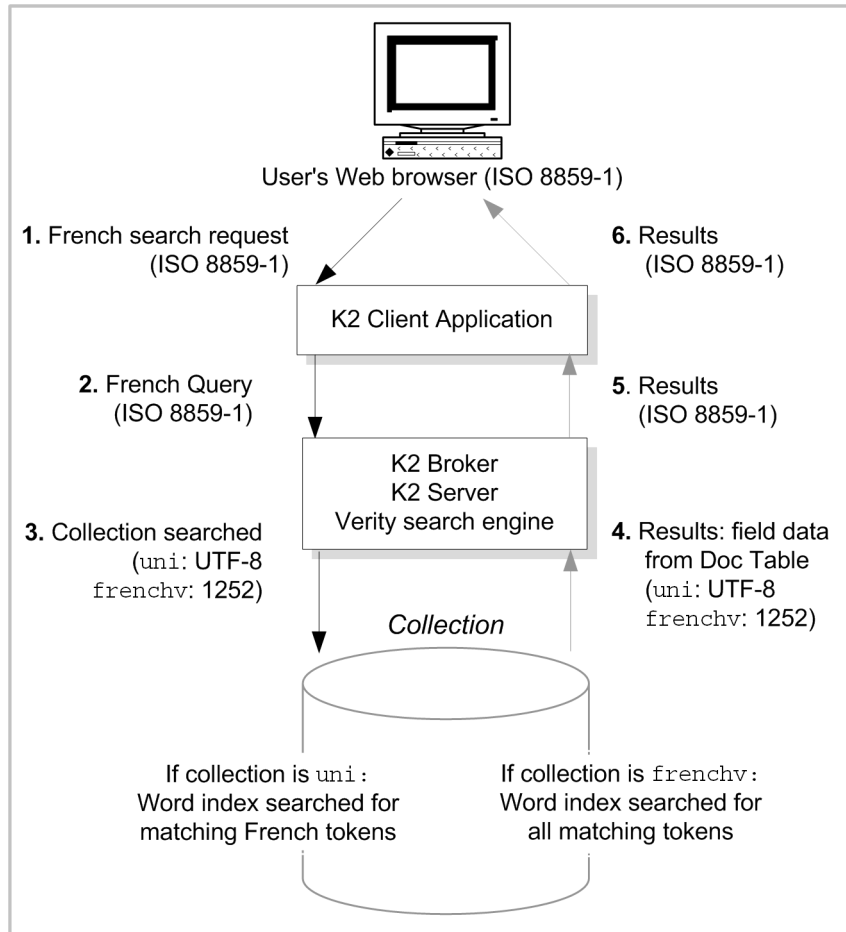 User's Web browser (ISO 8859-1)
1. French search request
(ISO 8859-1)
6. Results
(ISO 8859-1)
K2 Client Application
2. French Query
(ISO 8859-1)
5. Results
(ISO 8859-1)
K2 Broker
K2 Server
Verity search engine
3. Collection searched
(uni: UTF-8
frenchv: 1252)
4. Results: field data
from Doc Table
(uni: UTF-8
frenchv: 1252)
Collection
If collection is uni:
Word index searched for
matching French tokens
If collection is frenchv:
Word index searched for
all matching tokens